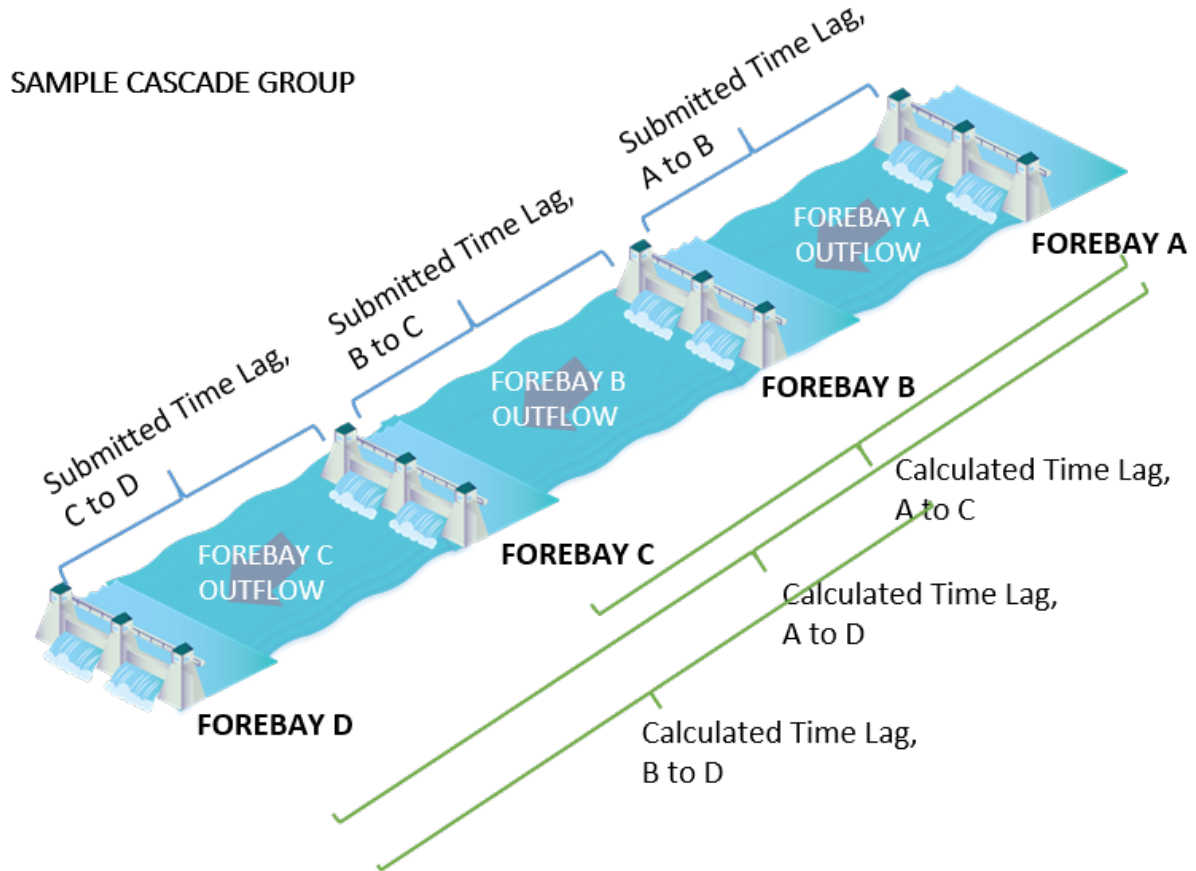 SAMPLE CASCADE GROUP
Submitted Time Lag,
A to B
Submitted Time Lag,
B to C
Submitted Time Lag,
C to D
FOREBAY A
OUTFLOW
FOREBAY A
FOREBAY B
OUTFLOW
FOREBAY B
FOREBAY C
OUTFLOW
FOREBAY C
FOREBAY D
Calculated Time Lag,
A to C
Calculated Time Lag,
A to D
Calculated Time Lag,
B to D